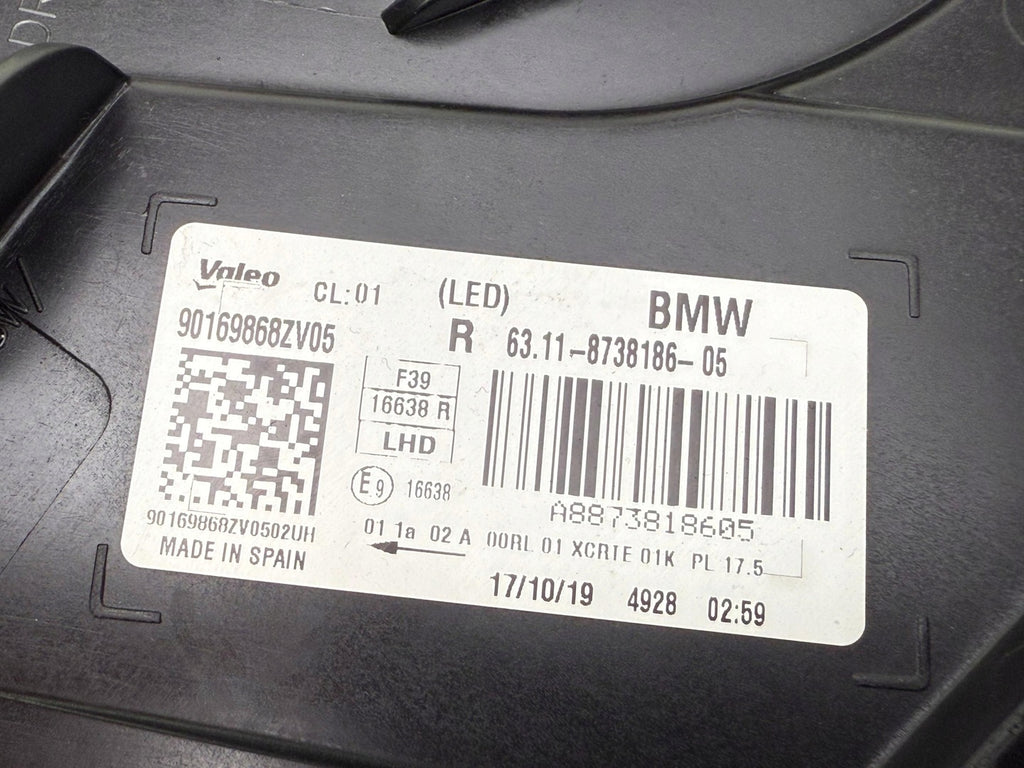 Valeo CL:01 (LED) BMW
90169868ZV05 R 63.11-8738186-05
F39
16638 R
LHD
E9 16638
A8873818605
90169868ZV0502UH
01 1a 02 A 00RL 01 XCRTE 01K PL 17.5
MADE IN SPAIN
17/10/19 4928 02:59